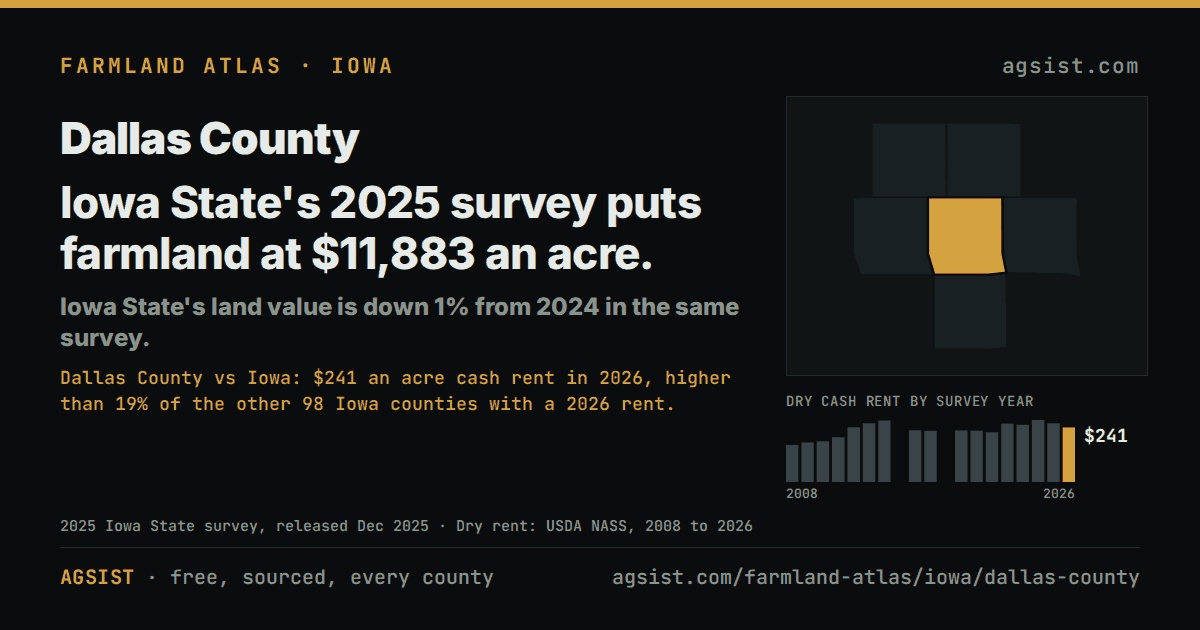 FARMLAND ATLAS · IOWA
agsist.com
Dallas County
Iowa State's 2025 survey puts
farmland at $11,883 an acre.
Iowa State's land value is down 1% from 2024 in the same
survey.
Dallas County vs Iowa: $241 an acre cash rent in 2026, higher
than 19% of the other 98 Iowa counties with a 2026 rent.
DRY CASH RENT BY SURVEY YEAR
$241
2008
2026
2025 Iowa State survey, released Dec 2025 · Dry rent: USDA NASS, 2008 to 2026
AGSIST · free, sourced, every county
agsist.com/farmland-atlas/iowa/dallas-county